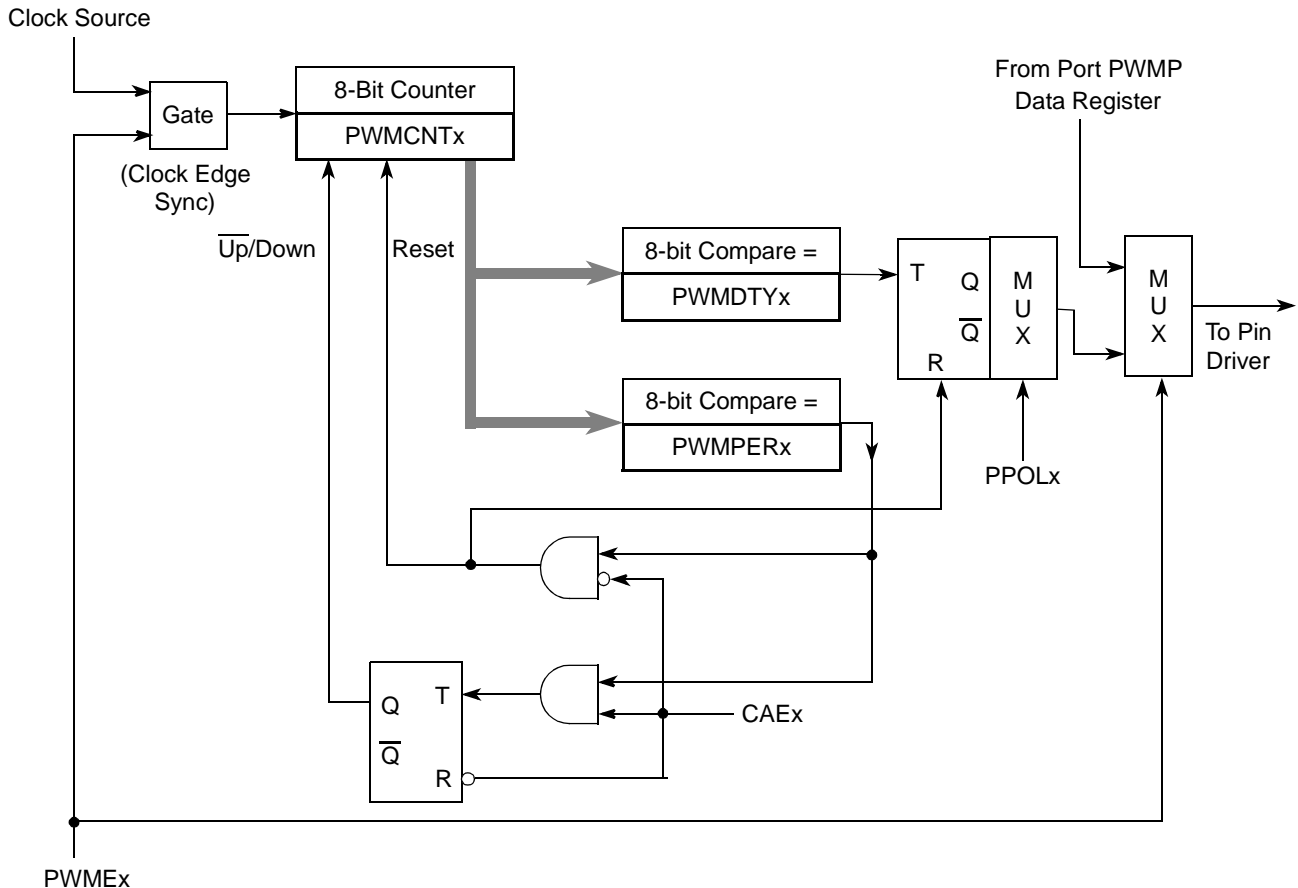 Clock Source
Gate
(Clock Edge
Sync)
8-Bit Counter
PWMCNTx
From Port PWMP
Data Register
U̅p̅/Down
Reset
8-bit Compare =
PWMDTYx
T
Q
Q̅
R
M
U
X
M
U
X
To Pin
Driver
8-bit Compare =
PWMPERx
PPOLx
Q
Q̅
T
R
CAEx
PWMEx